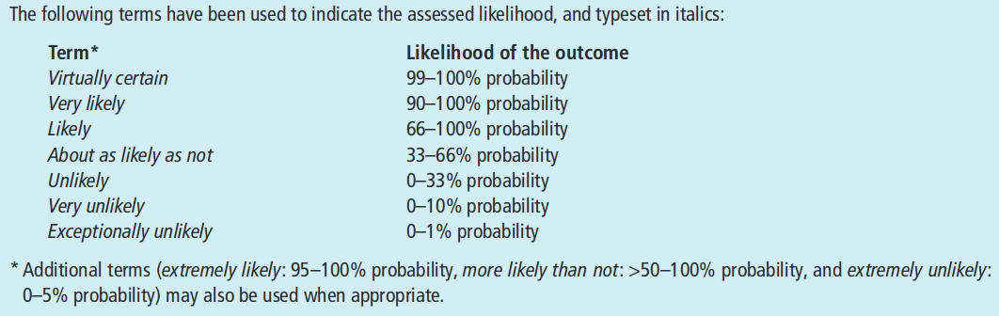 The following terms have been used to indicate the assessed likelihood, and typeset in italics:
Term* Likelihood of the outcome
Virtually certain 99–100% probability
Very likely 90–100% probability
Likely 66–100% probability
About as likely as not 33–66% probability
Unlikely 0–33% probability
Very unlikely 0–10% probability
Exceptionally unlikely 0–1% probability
* Additional terms (extremely likely: 95–100% probability, more likely than not: >50–100% probability, and extremely unlikely:
0–5% probability) may also be used when appropriate.